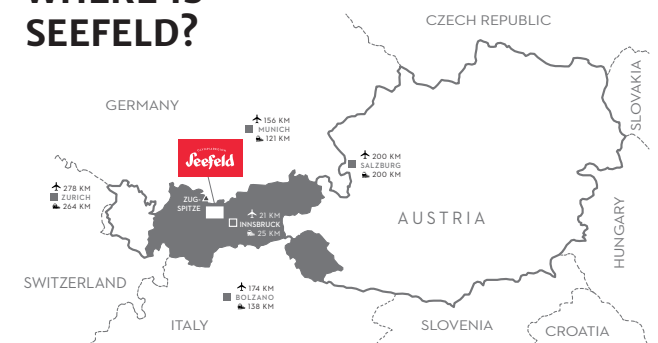 WHERE IS
SEEFELD?
CZECH REPUBLIC
SLOVAKIA
GERMANY
156 KM
MUNICH
121 KM
Seefeld
200 KM
SALZBURG
200 KM
278 KM
ZURICH
264 KM
ZUG-
SPITZE
21 KM
INNSBRUCK
25 KM
AUSTRIA
HUNGARY
SWITZERLAND
174 KM
BOLZANO
138 KM
ITALY
SLOVENIA
CROATIA